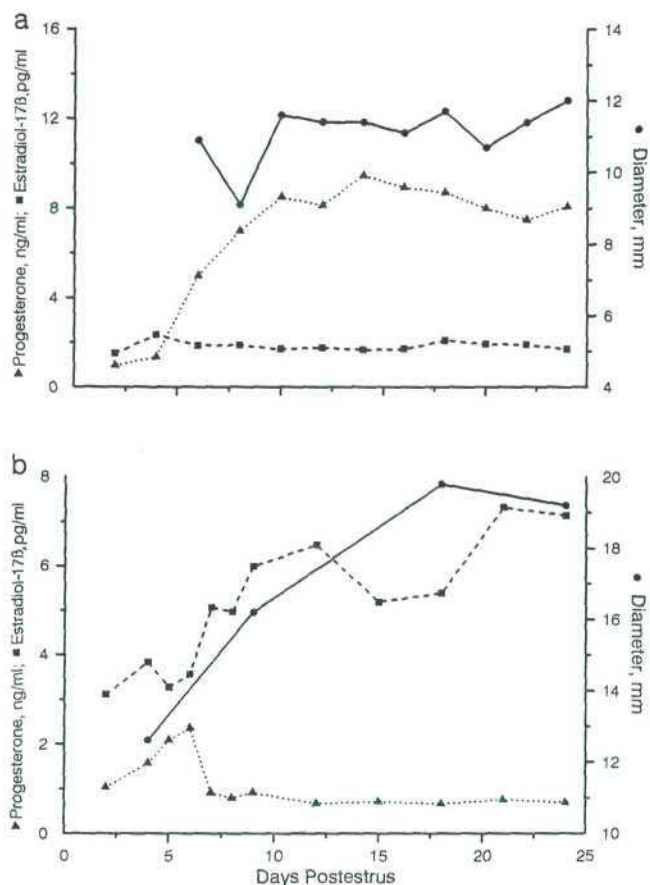 a
16
12
8
4
0
14
12
10
8
6
4
▲Progesterone, ng/ml; ■ Estradiol-17ß,pg/ml
● Diameter, mm
b
8
6
4
2
0
20
18
16
14
12
10
▲Progesterone, ng/ml; ■ Estradiol-17ß,pg/ml
● Diameter, mm
0 5 10 15 20 25
Days Postestrus